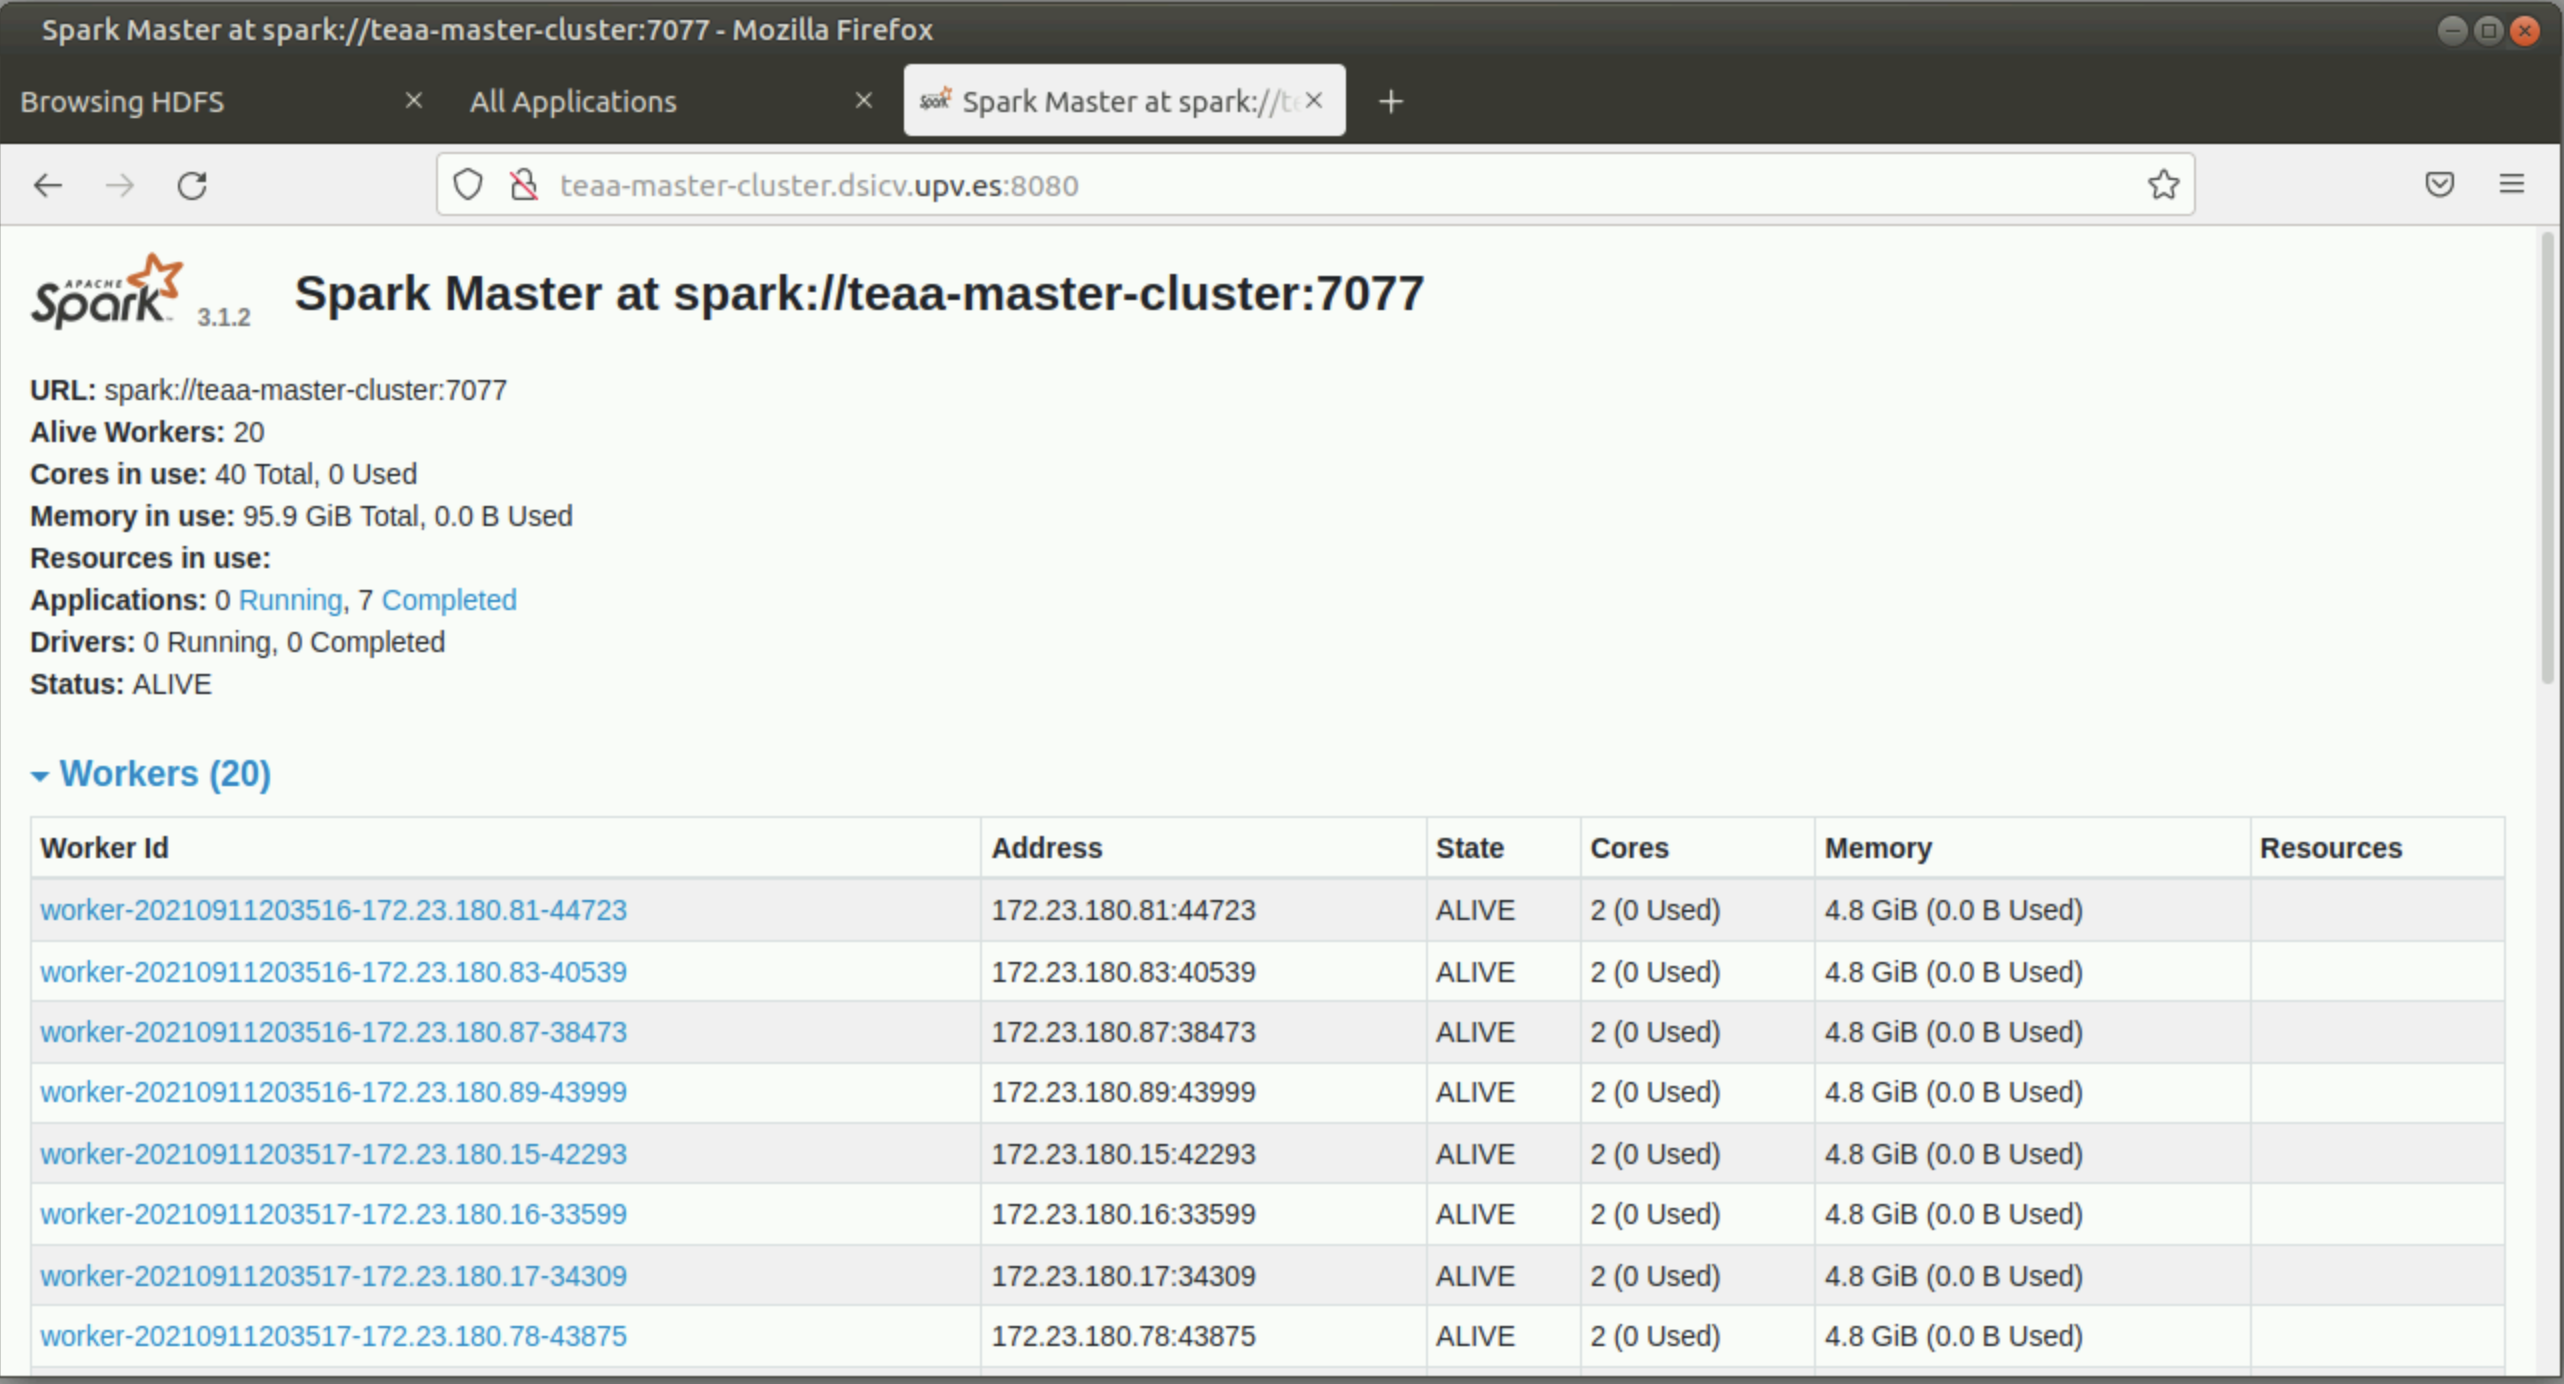 Spark Master at spark://teaa-master-cluster:7077 - Mozilla Firefox
Browsing HDFS
All Applications
Spark Master at spark://te
teaa-master-cluster.dsicv.upv.es:8080
APACHE Spark 3.1.2
Spark Master at spark://teaa-master-cluster:7077
URL: spark://teaa-master-cluster:7077
Alive Workers: 20
Cores in use: 40 Total, 0 Used
Memory in use: 95.9 GiB Total, 0.0 B Used
Resources in use:
Applications: 0 Running, 7 Completed
Drivers: 0 Running, 0 Completed
Status: ALIVE
Workers (20)
Worker Id Address State Cores Memory Resources
worker-20210911203516-172.23.180.81-44723 172.23.180.81:44723 ALIVE 2 (0 Used) 4.8 GiB (0.0 B Used)
worker-20210911203516-172.23.180.83-40539 172.23.180.83:40539 ALIVE 2 (0 Used) 4.8 GiB (0.0 B Used)
worker-20210911203516-172.23.180.87-38473 172.23.180.87:38473 ALIVE 2 (0 Used) 4.8 GiB (0.0 B Used)
worker-20210911203516-172.23.180.89-43999 172.23.180.89:43999 ALIVE 2 (0 Used) 4.8 GiB (0.0 B Used)
worker-20210911203517-172.23.180.15-42293 172.23.180.15:42293 ALIVE 2 (0 Used) 4.8 GiB (0.0 B Used)
worker-20210911203517-172.23.180.16-33599 172.23.180.16:33599 ALIVE 2 (0 Used) 4.8 GiB (0.0 B Used)
worker-20210911203517-172.23.180.17-34309 172.23.180.17:34309 ALIVE 2 (0 Used) 4.8 GiB (0.0 B Used)
worker-20210911203517-172.23.180.78-43875 172.23.180.78:43875 ALIVE 2 (0 Used) 4.8 GiB (0.0 B Used)